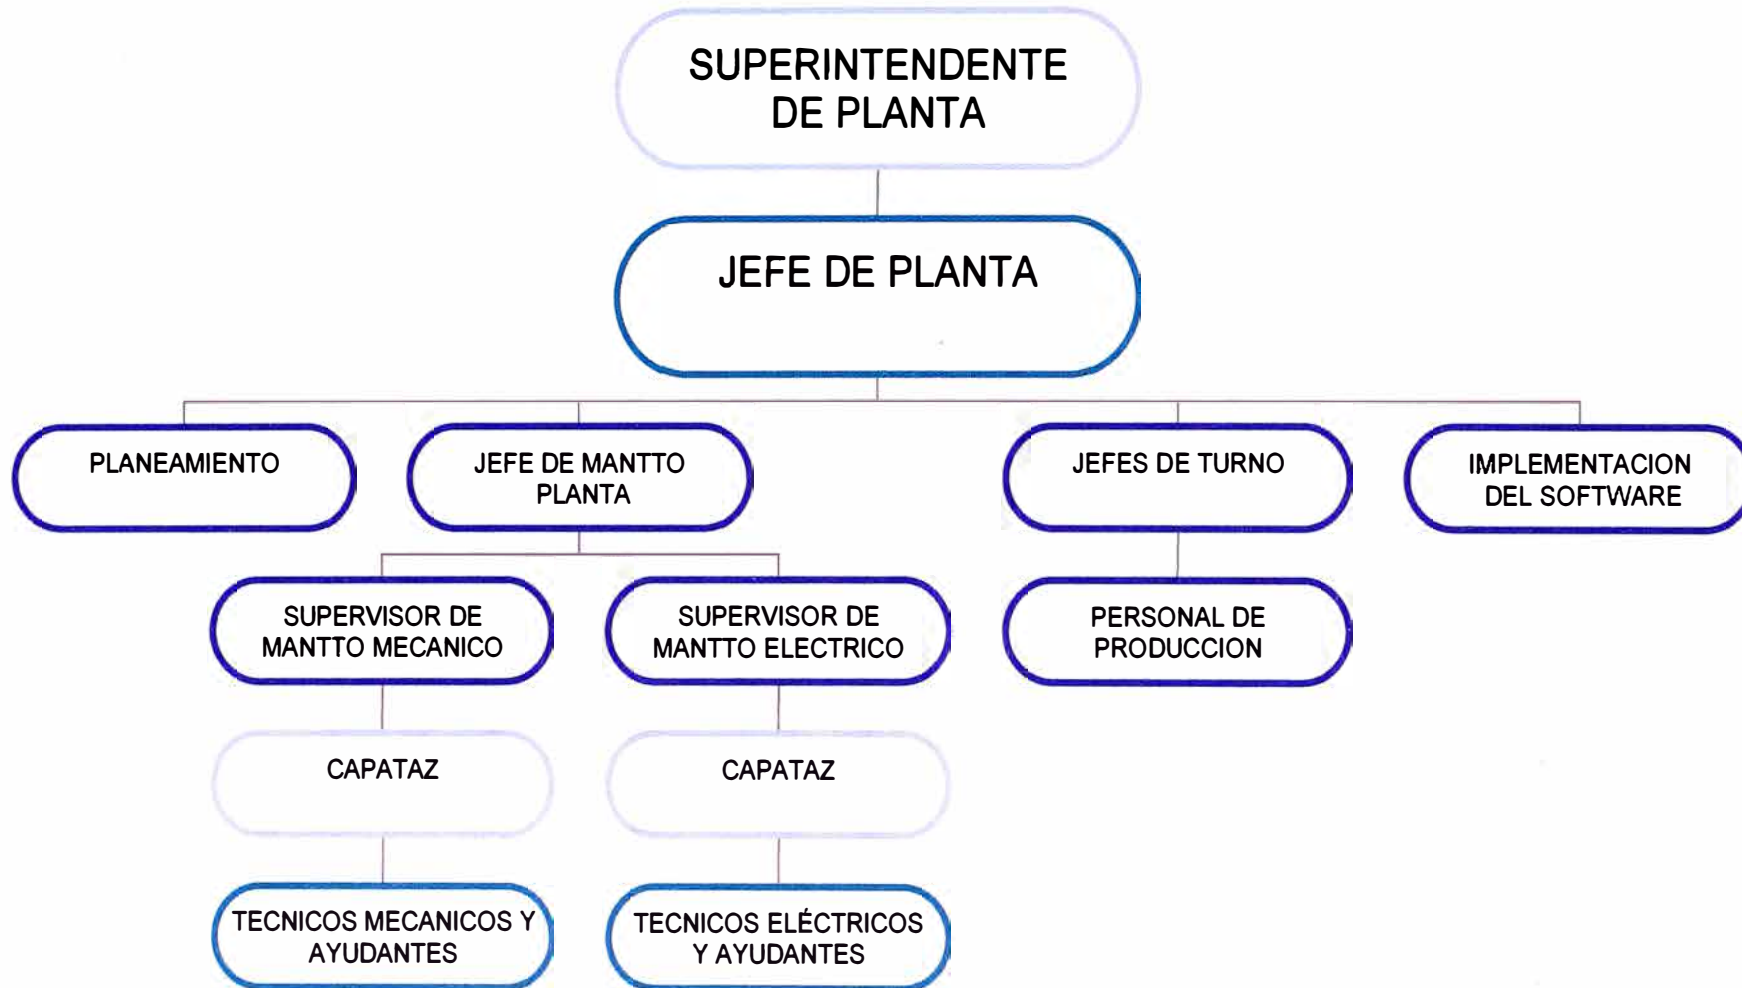 SUPERINTENDENTE
DE PLANTA
JEFE DE PLANTA
PLANEAMIENTO
JEFE DE MANTTO
PLANTA
JEFES DE TURNO
IMPLEMENTACION
DEL SOFTWARE
SUPERVISOR DE
MANTTO MECANICO
SUPERVISOR DE
MANTTO ELECTRICO
PERSONAL DE
PRODUCCION
CAPATAZ
CAPATAZ
TECNICOS MECANICOS Y
AYUDANTES
TECNICOS ELÉCTRICOS
Y AYUDANTES